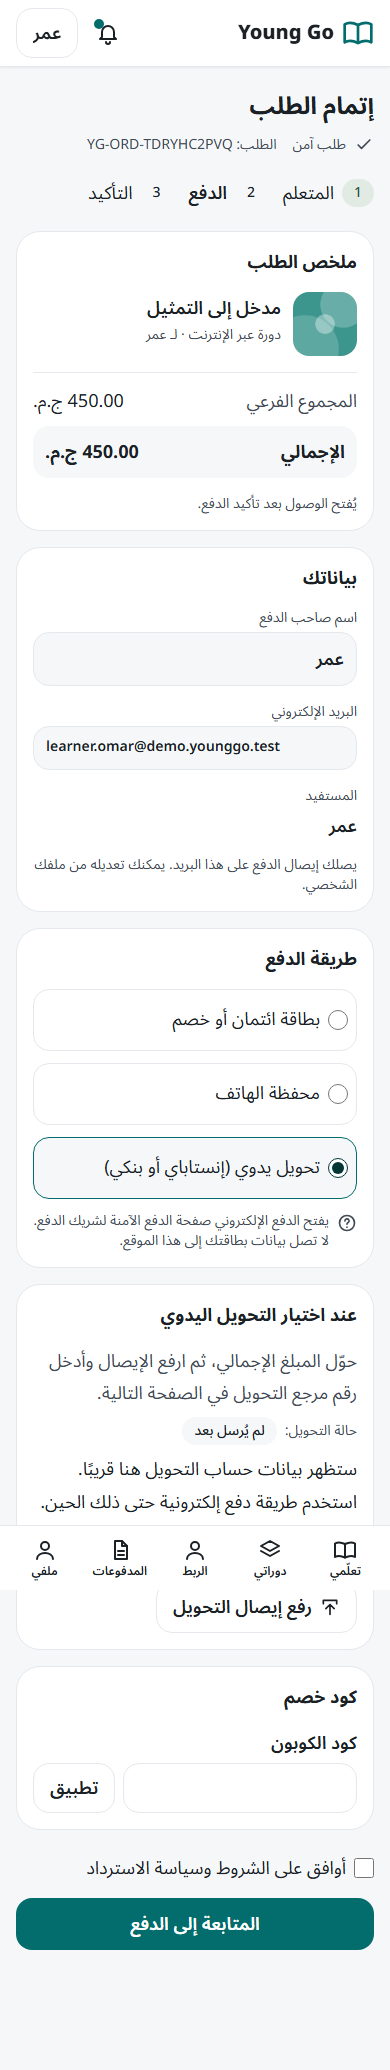 Young Go
عمر
إتمام الطلب
طلب آمن الطلب: YG-ORD-TDRYHC2PVQ
1 المتعلم 2 الدفع 3 التأكيد
ملخص الطلب
مدخل إلى التمثيل
دورة عبر الإنترنت · لـ عمر
المجموع الفرعي 450.00 ج.م.
الإجمالي 450.00 ج.م.
يُفتح الوصول بعد تأكيد الدفع.
بياناتك
اسم صاحب الدفع
عمر
البريد الإلكتروني
learner.omar@demo.younggo.test
المستفيد
عمر
يصلك إيصال الدفع على هذا البريد. يمكنك تعديله من ملفك
الشخصي.
طريقة الدفع
بطاقة ائتمان أو خصم
محفظة الهاتف
تحويل يدوي (إنستاباي أو بنكي)
يفتح الدفع الإلكتروني صفحة الدفع الآمنة لشريك الدفع.
لا تصل بيانات بطاقتك إلى هذا الموقع.
عند اختيار التحويل اليدوي
حوّل المبلغ الإجمالي، ثم ارفع الإيصال وأدخل
رقم مرجع التحويل في الصفحة التالية.
حالة التحويل: لم يُرسل بعد
ستظهر بيانات حساب التحويل هنا قريبًا.
استخدم طريقة دفع إلكترونية حتى ذلك الحين.
تعلّمي دوراتي الربط المدفوعات ملفي
رفع إيصال التحويل
كود خصم
كود الكوبون
تطبيق
أوافق على الشروط وسياسة الاسترداد
المتابعة إلى الدفع